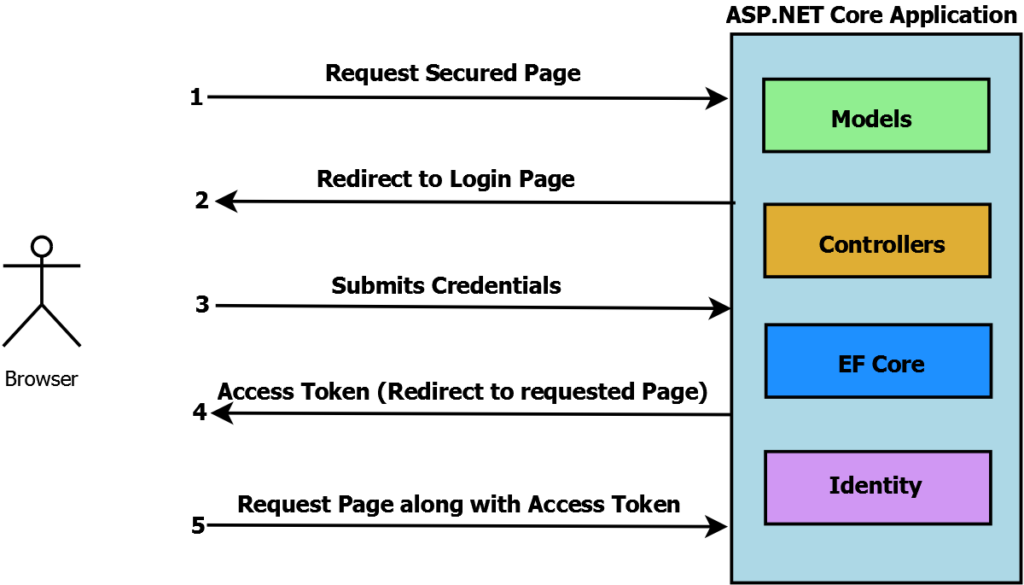 ASP.NET Core Application
Request Secured Page
1
Models
Redirect to Login Page
2
Controllers
Submits Credentials
3
Browser
EF Core
Access Token (Redirect to requested Page)
4
Identity
Request Page along with Access Token
5